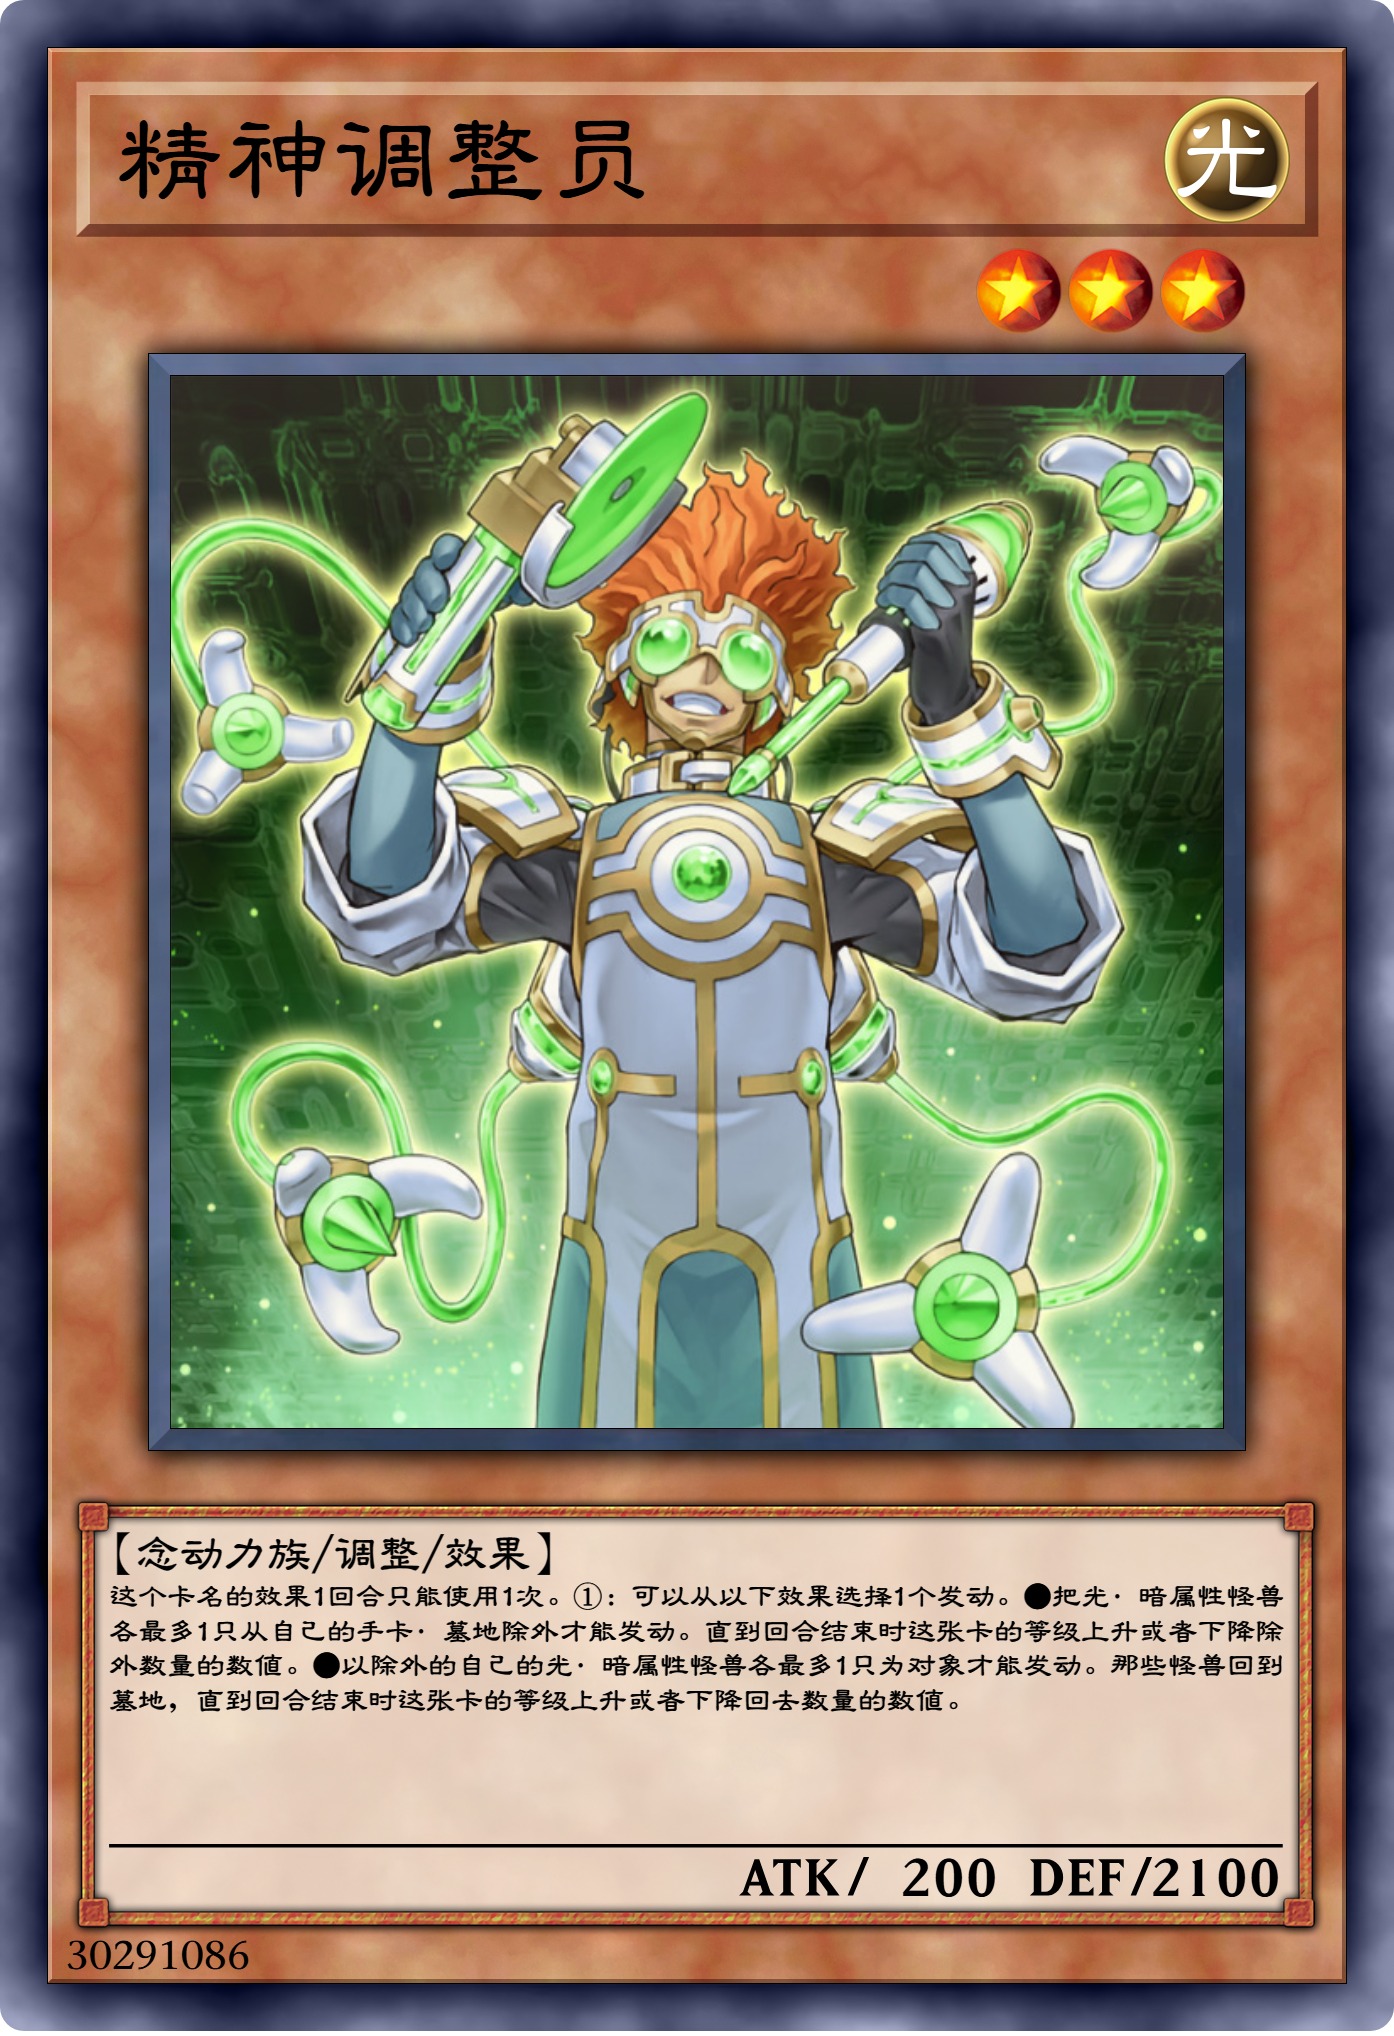 精神调整员
光
【念动力族/调整/效果】
这个卡名的效果1回合只能使用1次。①：可以从以下效果选择1个发动。●把光·暗属性怪兽
各最多1只从自己的手卡·墓地除外才能发动。直到回合结束时这张卡的等级上升或者下降除
外数量的数值。●以除外的自己的光·暗属性怪兽各最多1只为对象才能发动。那些怪兽回到
墓地，直到回合结束时这张卡的等级上升或者下降回去数量的数值。
ATK/ 200 DEF/2100
30291086